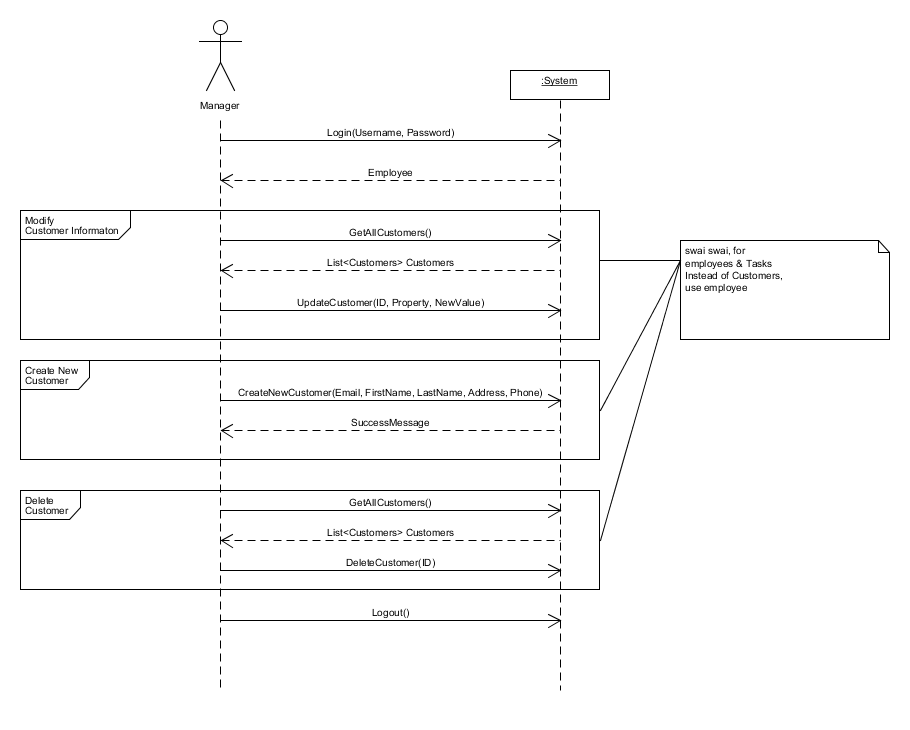 Manager
:System
Login(Username, Password)
Employee
Modify
Customer Informaton
GetAllCustomers()
List<Customers> Customers
UpdateCustomer(ID, Property, NewValue)
swai swai, for
employees & Tasks
Instead of Customers,
use employee
Create New
Customer
CreateNewCustomer(Email, FirstName, LastName, Address, Phone)
SuccessMessage
Delete
Customer
GetAllCustomers()
List<Customers> Customers
DeleteCustomer(ID)
Logout()